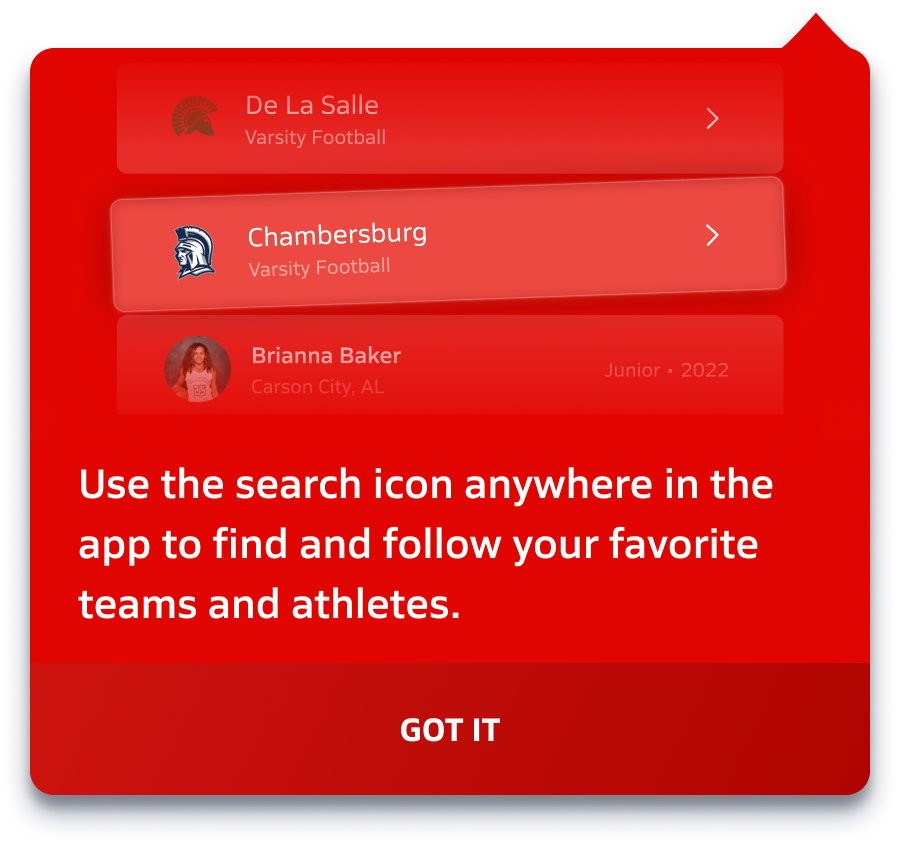 De La Salle
Varsity Football
Chambersburg
Varsity Football
Brianna Baker
Carson City, AL
Junior • 2022
Use the search icon anywhere in the
app to find and follow your favorite
teams and athletes.
GOT IT